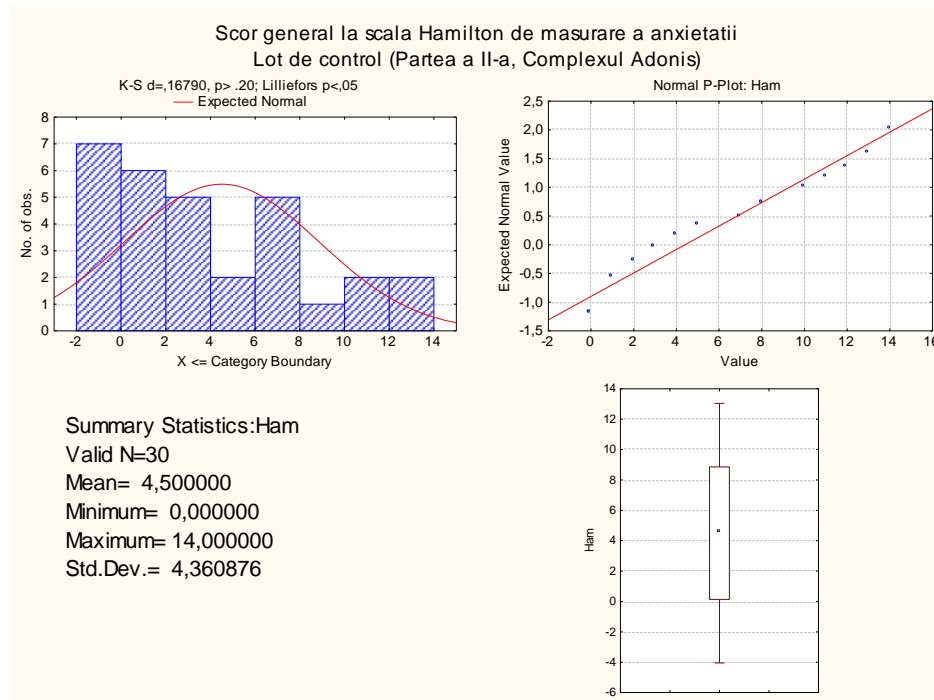 Scor general la scala Hamilton de masurare a anxietatii
Lot de control (Partea a II-a, Complexul Adonis)
K-S d=,16790, p> .20; Lilliefors p<,05
Expected Normal
8
7
6
5
4
3
2
1
0
No. of obs.
-2 0 2 4 6 8 10 12 14
X <= Category Boundary
Normal P-Plot: Ham
2,5
2,0
1,5
1,0
0,5
0,0
-0,5
-1,0
-1,5
Expected Normal Value
-2 0 2 4 6 8 10 12 14 16
Value
Summary Statistics:Ham
Valid N=30
Mean= 4,500000
Minimum= 0,000000
Maximum= 14,000000
Std.Dev.= 4,360876
14
12
10
8
6
4
2
0
-2
-4
-6
Ham